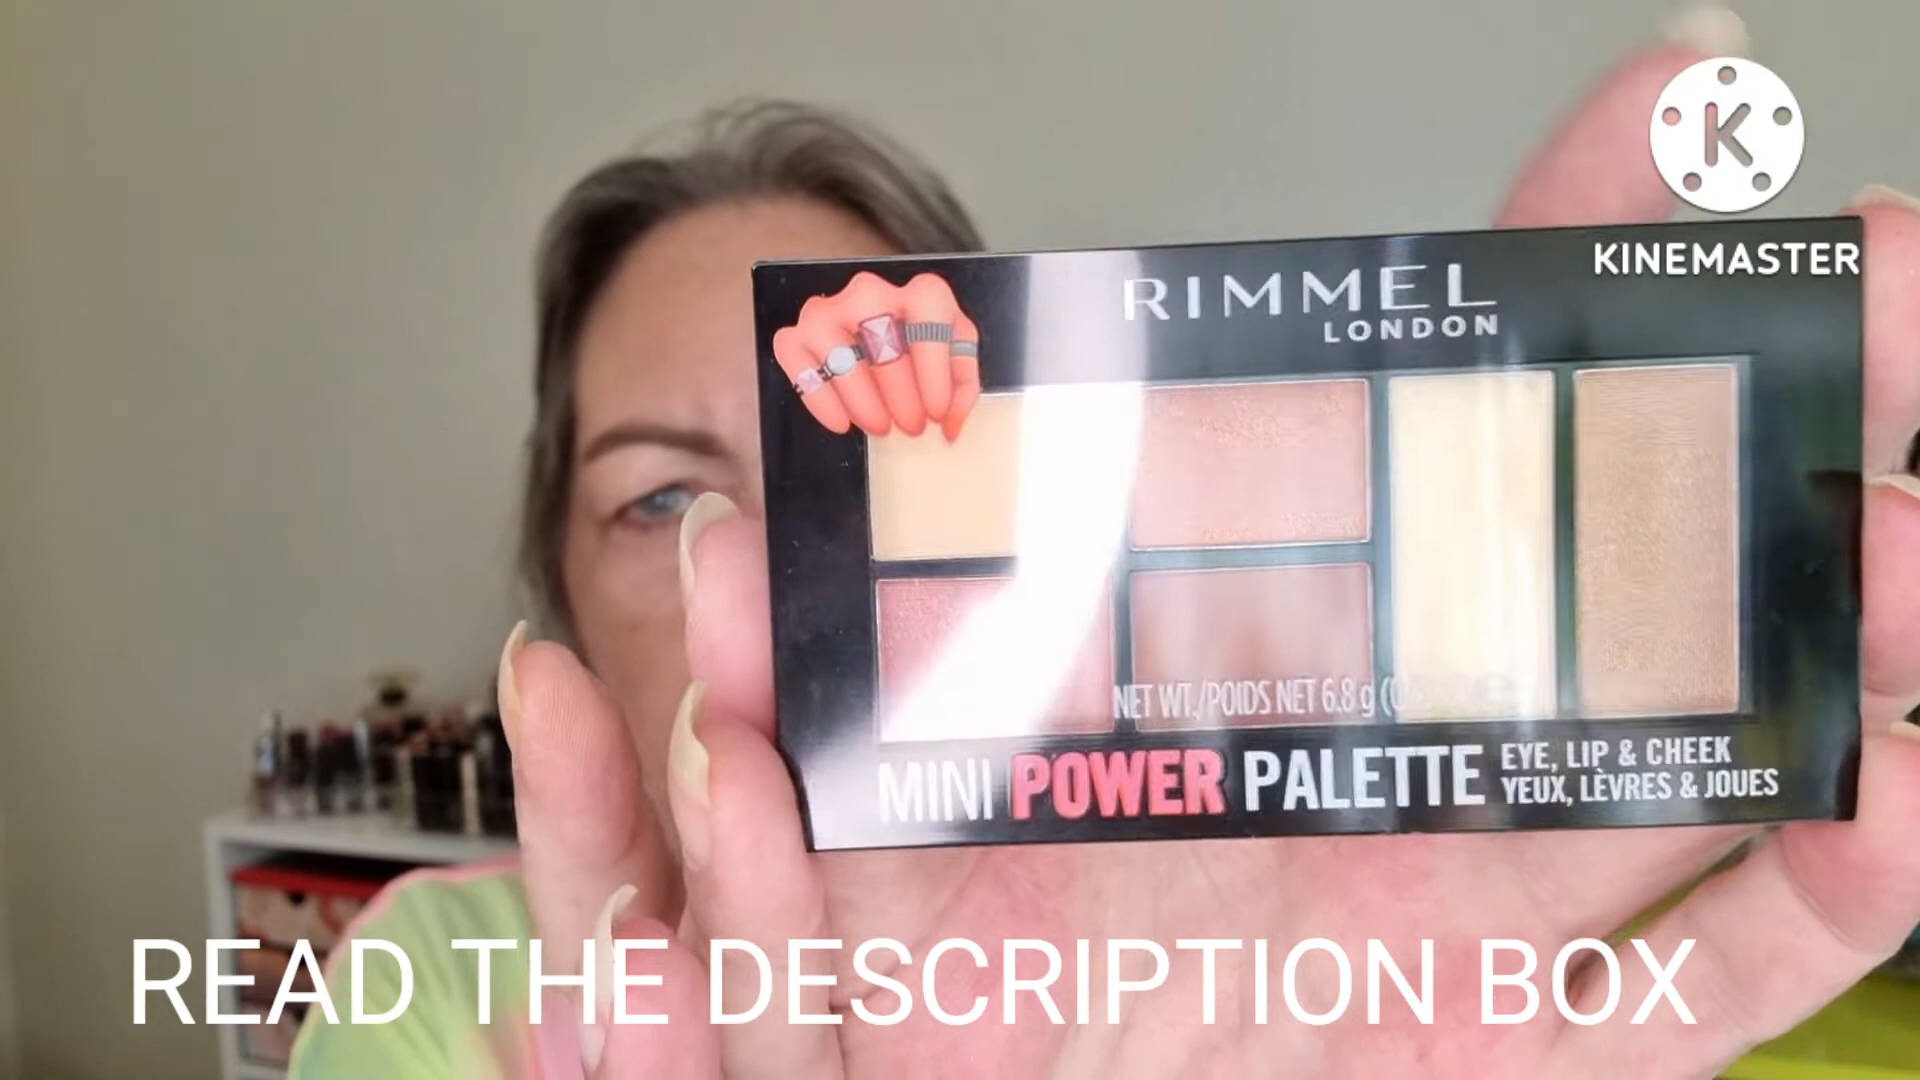 K
KINEMASTER
RIMMEL
LONDON
NET WT./POIDS NET 6.8 g
MINI POWER PALETTE
EYE, LIP & CHEEK
YEUX, LÈVRES & JOUES
READ THE DESCRIPTION BOX